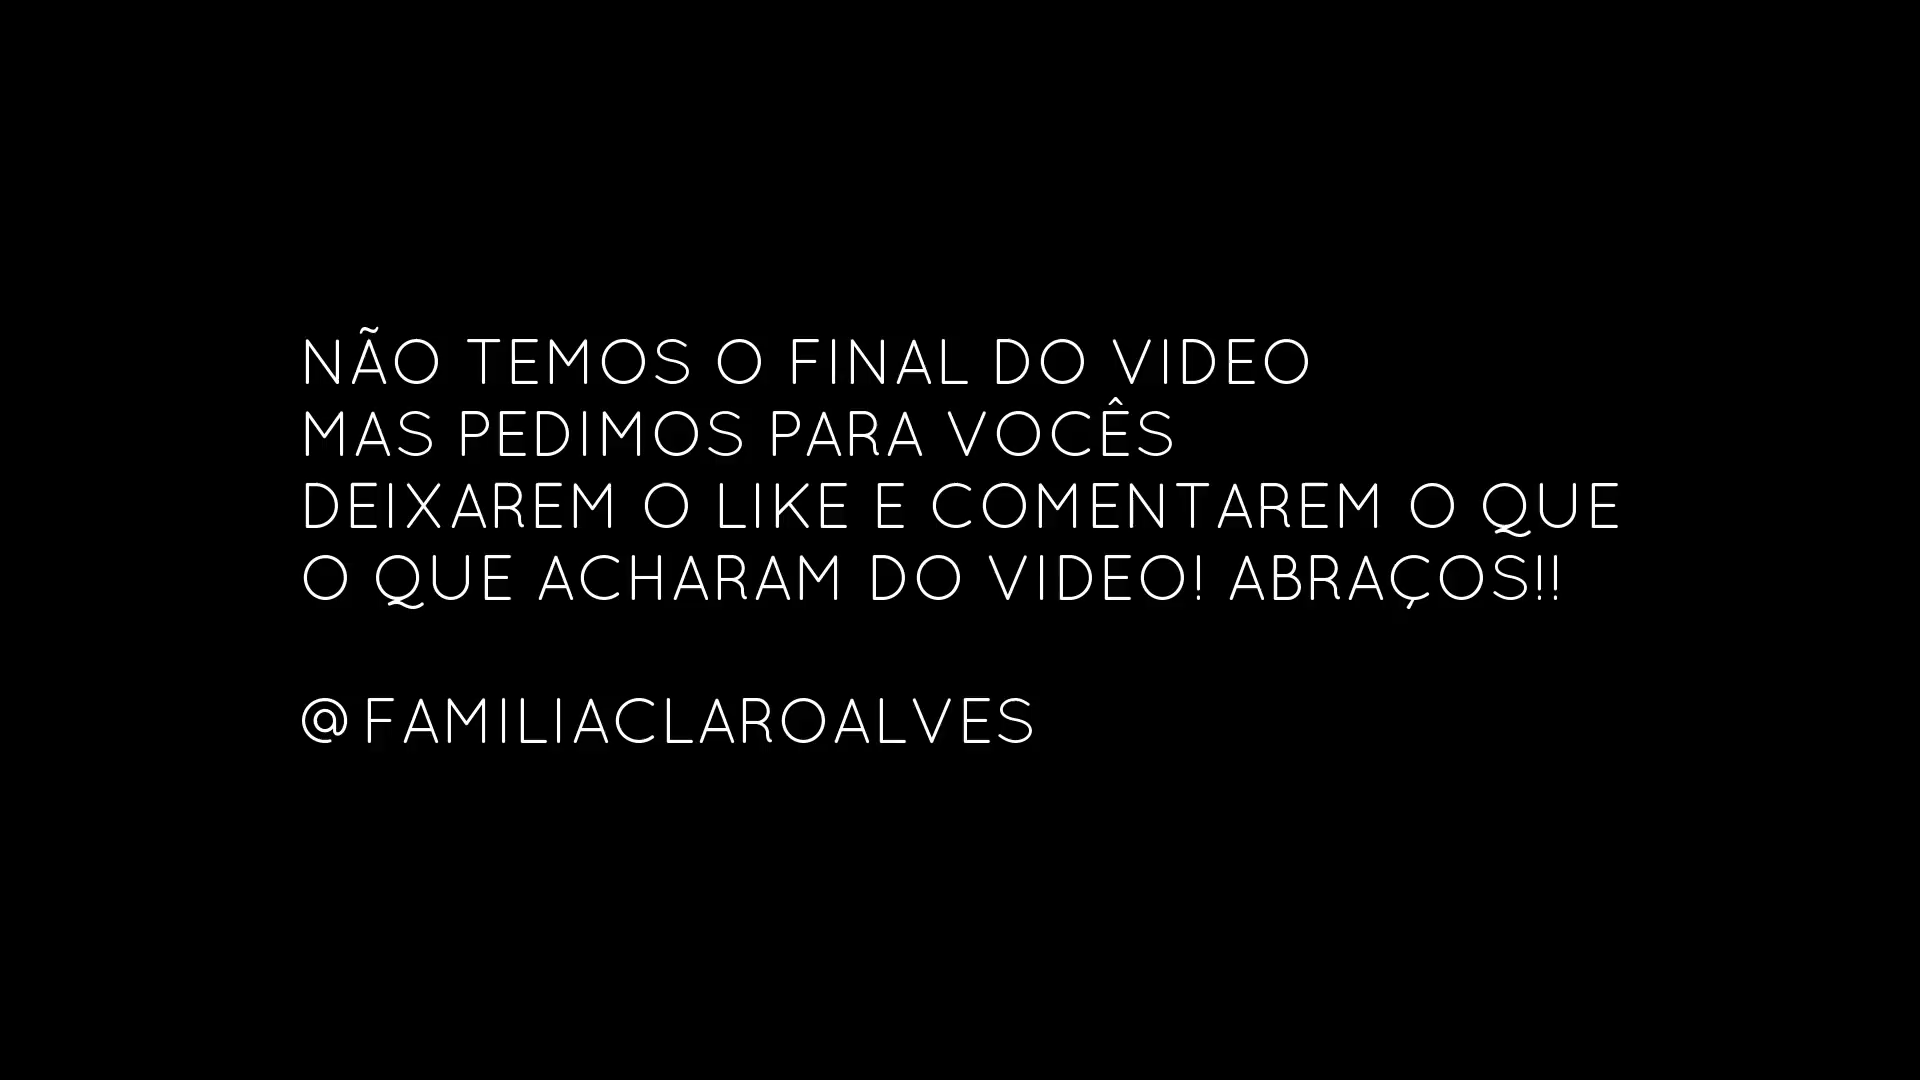 NÃO TEMOS O FINAL DO VIDEO
MAS PEDIMOS PARA VOCÊS
DEIXAREM O LIKE E COMENTAREM O QUE
O QUE ACHARAM DO VIDEO! ABRAÇOS!!
@FAMILIACLAROALVES